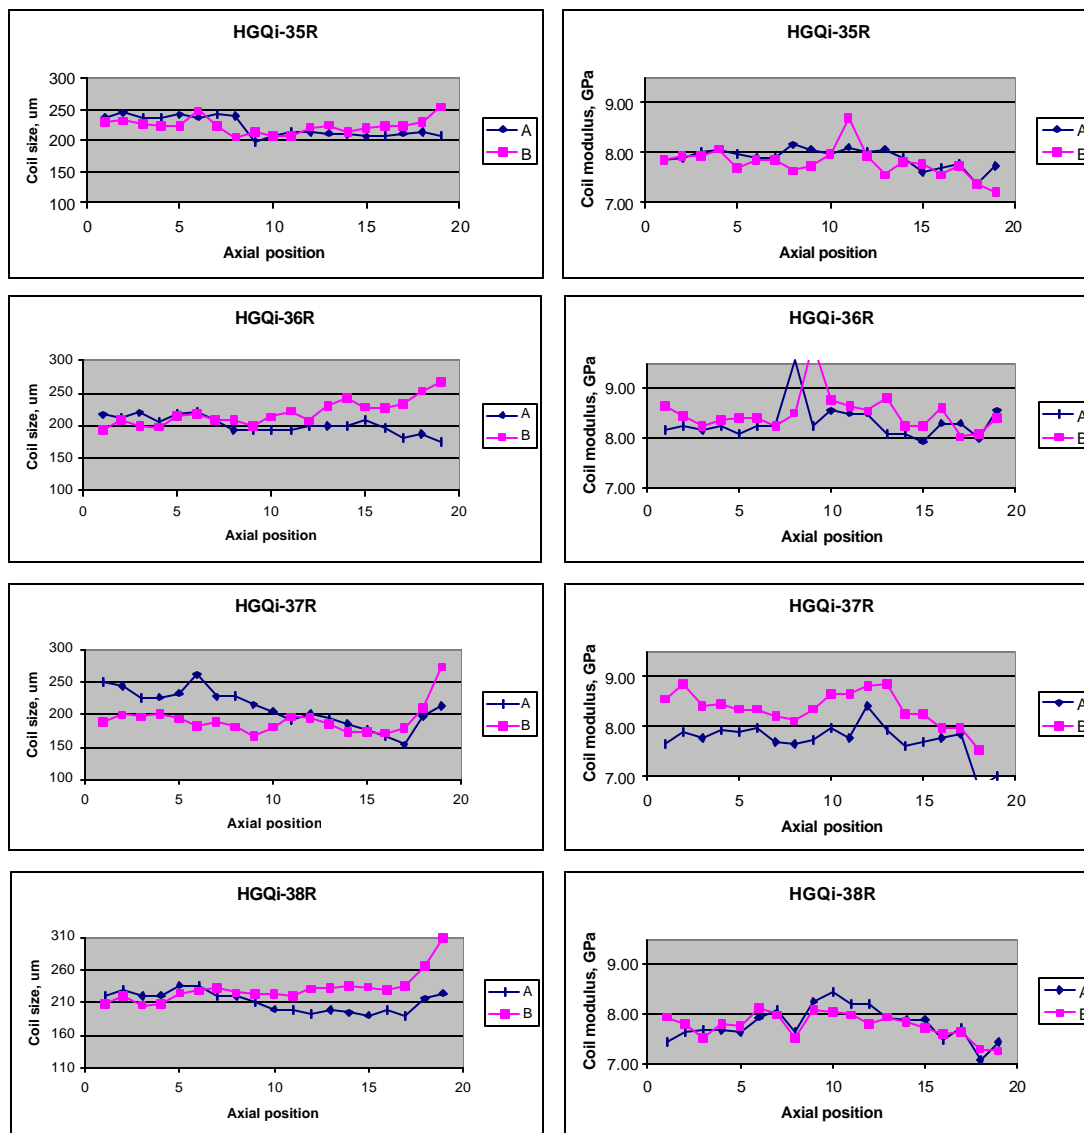 HGQi-35R
Coil size, um
300
250
200
150
100
0
5
10
15
20
Axial position
A
B
HGQi-35R
Coil modulus, GPa
9.00
8.00
7.00
0
5
10
15
20
Axial position
A
B
HGQi-36R
Coil size, um
300
250
200
150
100
0
5
10
15
20
Axial position
A
B
HGQi-36R
Coil modulus, GPa
9.00
8.00
7.00
0
5
10
15
20
Axial position
A
B
HGQi-37R
Coil size, um
300
250
200
150
100
0
5
10
15
20
Axial position
A
B
HGQi-37R
Coil modulus, GPa
9.00
8.00
7.00
0
5
10
15
20
Axial position
A
B
HGQi-38R
Coil size, um
310
260
210
160
110
0
5
10
15
20
Axial position
A
B
HGQi-38R
Coil modulus, GPa
9.00
8.00
7.00
0
5
10
15
20
Axial position
A
B